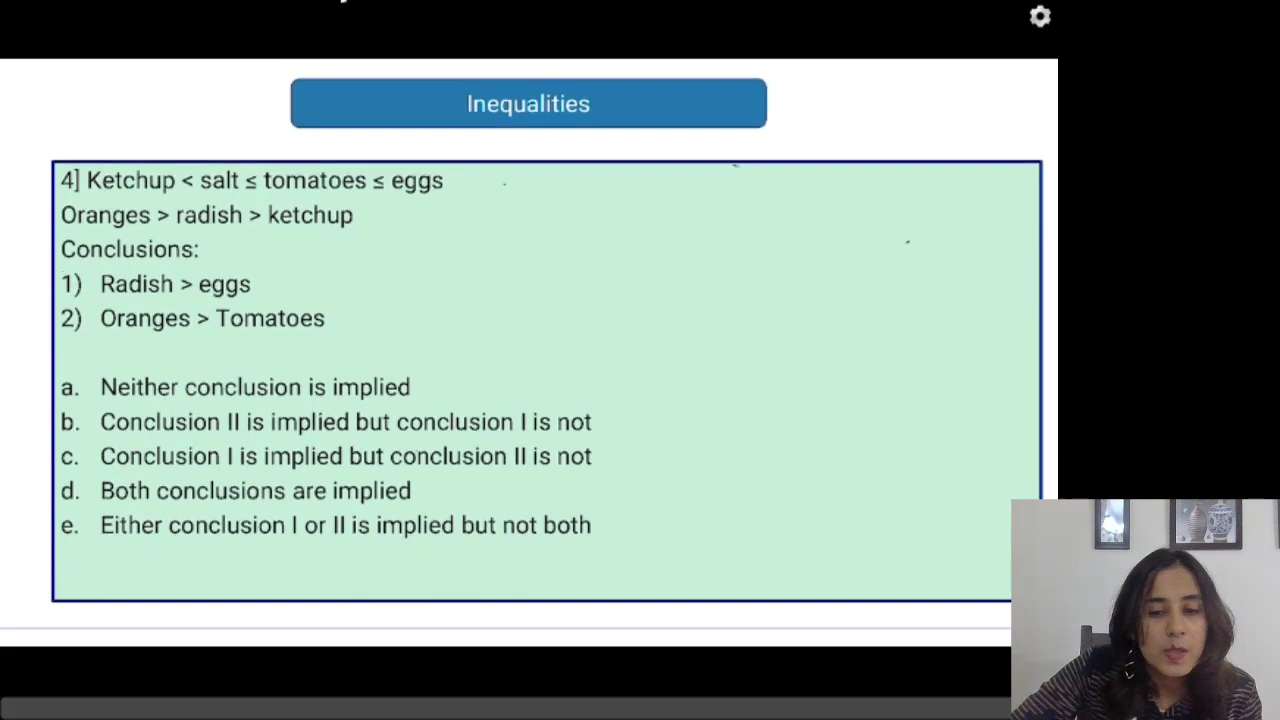 Inequalities
4] Ketchup < salt ≤ tomatoes ≤ eggs
Oranges > radish > ketchup
Conclusions:
1) Radish > eggs
2) Oranges > Tomatoes
a. Neither conclusion is implied
b. Conclusion II is implied but conclusion I is not
c. Conclusion I is implied but conclusion II is not
d. Both conclusions are implied
e. Either conclusion I or II is implied but not both